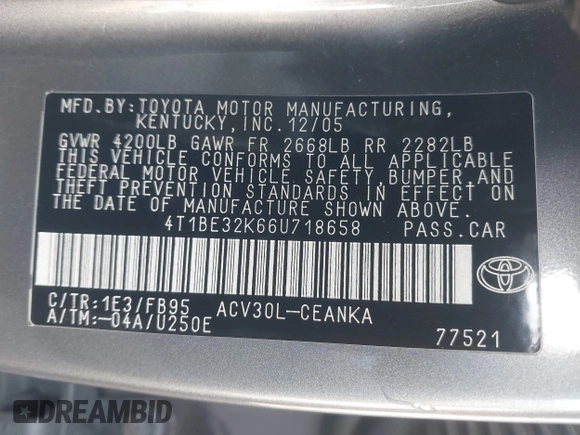 MFD.BY:TOYOTA MOTOR MANUFACTURING,
KENTUCKY,INC.12/05
GVWR 4200LB GAWR FR 2668LB RR 2282LB
THIS VEHICLE CONFORMS TO ALL APPLICABLE
FEDERAL MOTOR VEHICLE SAFETY, BUMPER,AND
THEFT PREVENTION STANDARDS IN EFFECT ON
THE DATE OF MANUFACTURE SHOWN ABOVE.
4T1BE32K66U718658 PASS.CAR
C/TR:1E3/FB95 ACV30L-CEANKA
A/TM:-04A/U250E
77521
DREAMBID